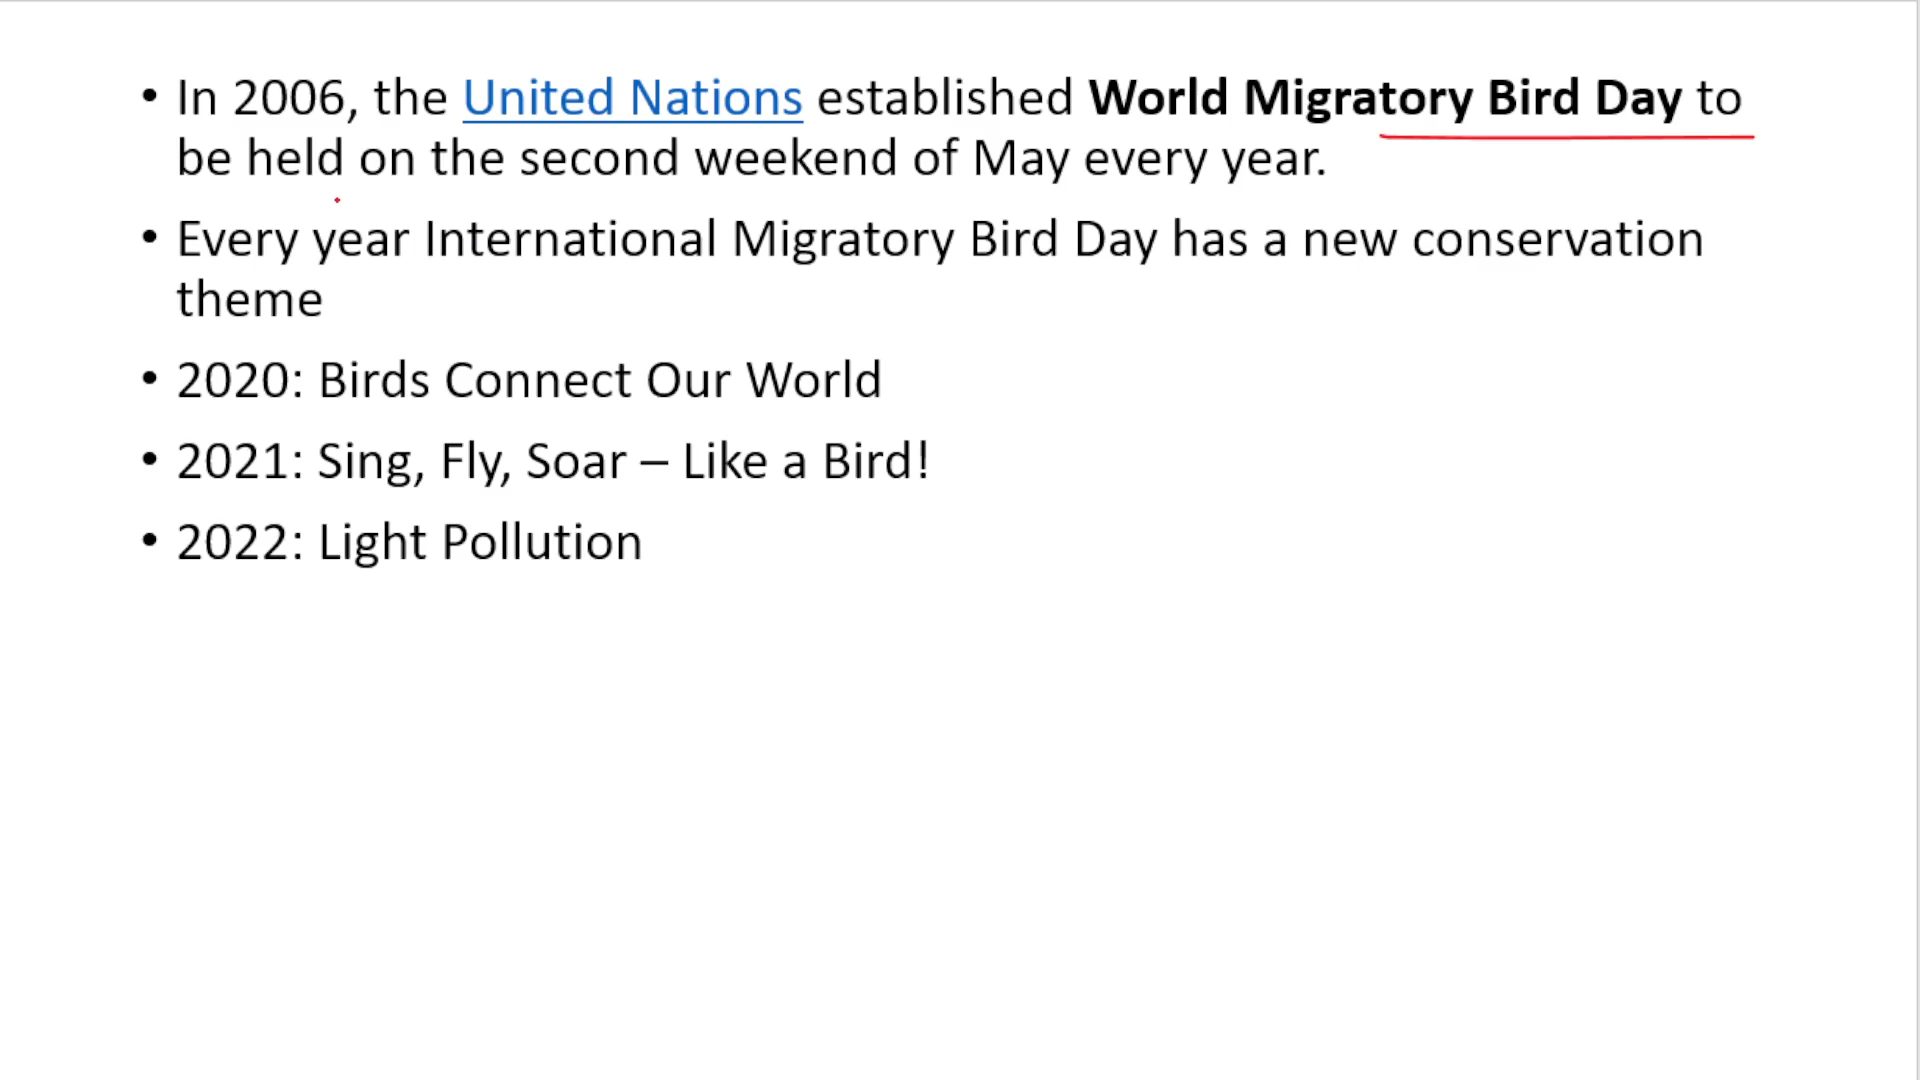 • In 2006, the United Nations established World Migratory Bird Day to
be held on the second weekend of May every year.
• Every year International Migratory Bird Day has a new conservation
theme
• 2020: Birds Connect Our World
• 2021: Sing, Fly, Soar – Like a Bird!
• 2022: Light Pollution